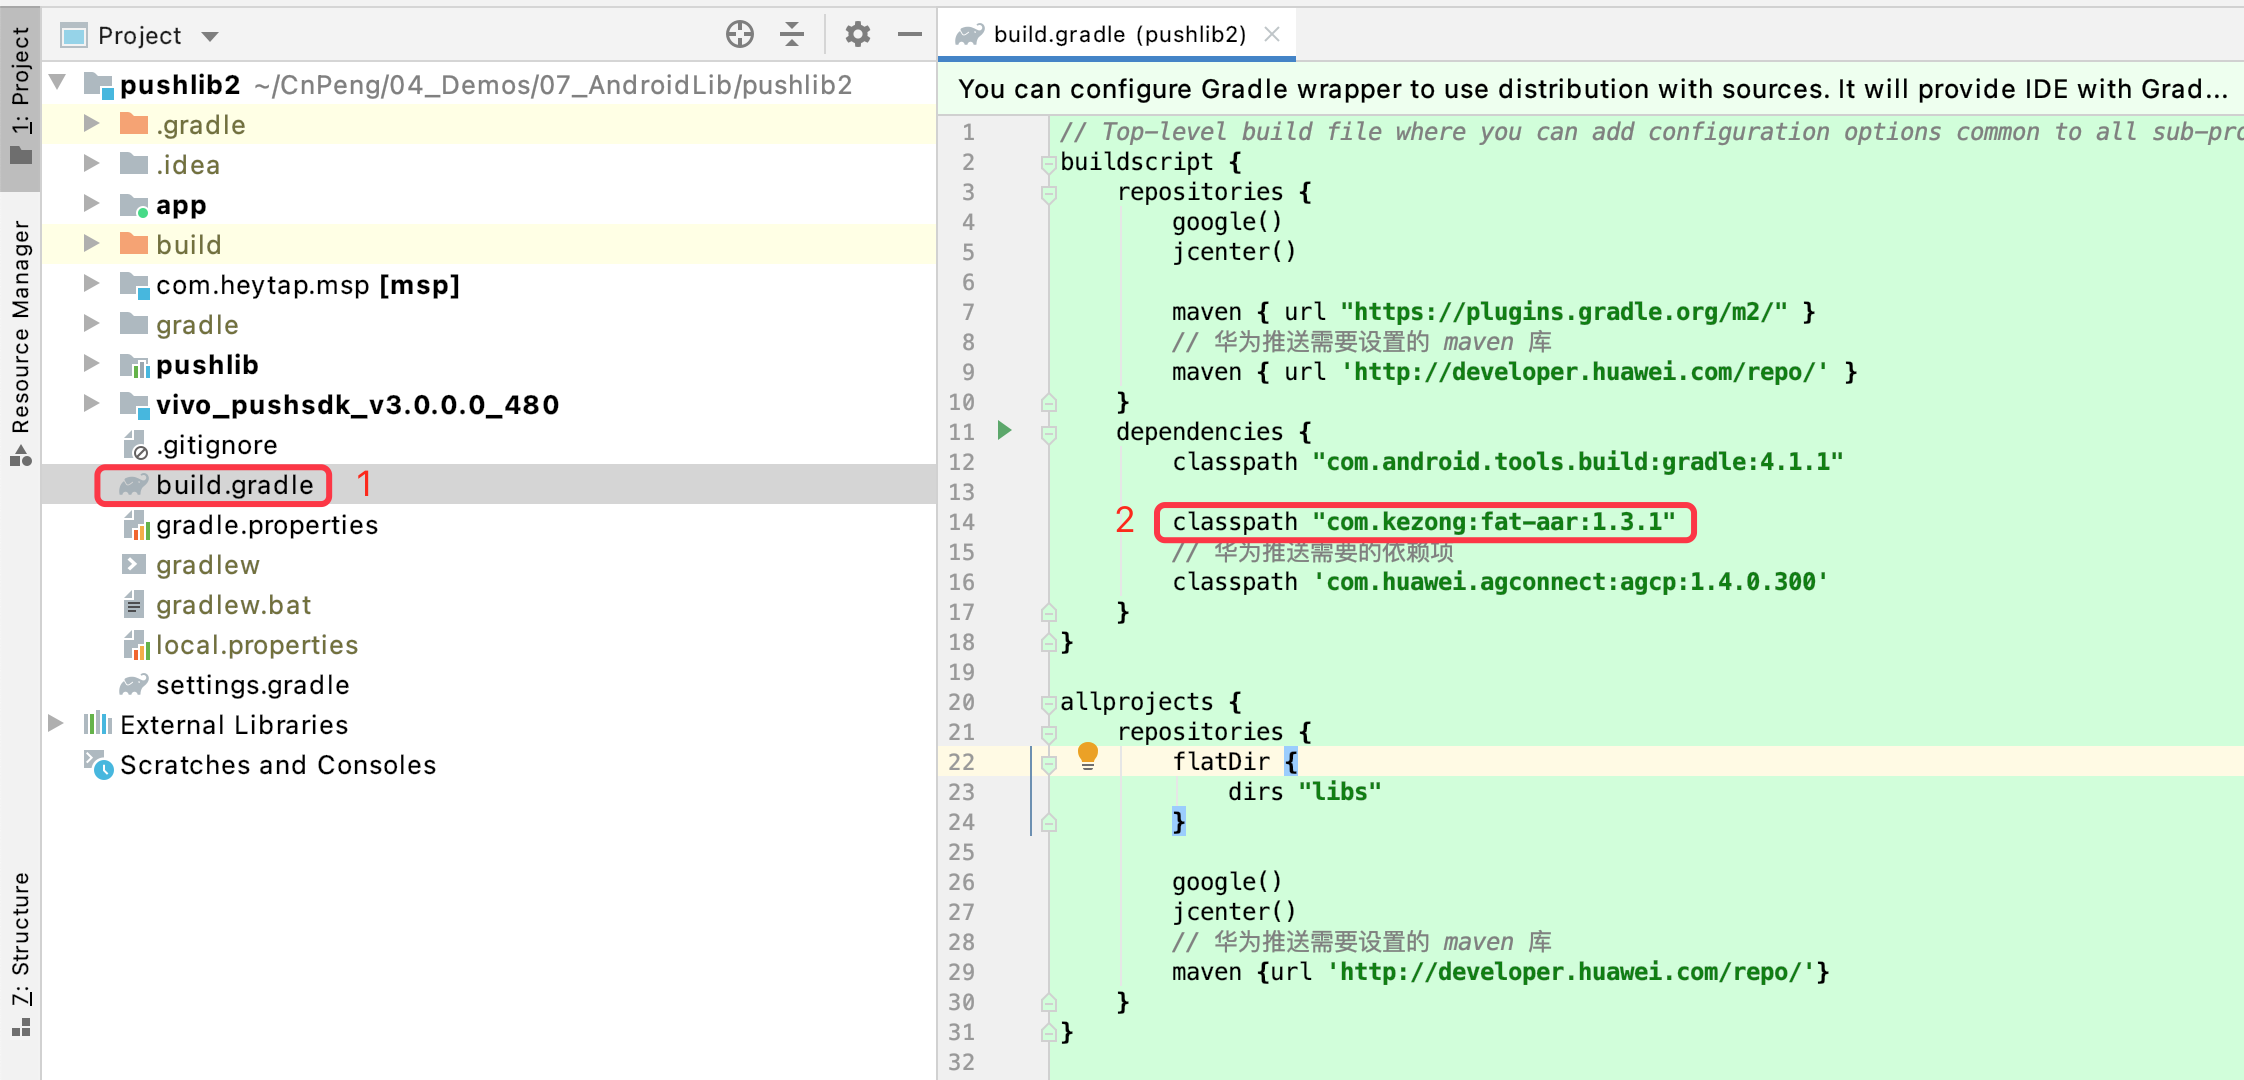 1: Project
Resource Manager
Z: Structure
Project
pushlib2 ~/CnPeng/04_Demos/07_AndroidLib/pushlib2
.gradle
.idea
app
build
com.heytap.msp [msp]
gradle
pushlib
vivo_pushsdk_v3.0.0.0_480
.gitignore
build.gradle 1
gradle.properties
gradlew
gradlew.bat
local.properties
settings.gradle
External Libraries
Scratches and Consoles
build.gradle (pushlib2)
You can configure Gradle wrapper to use distribution with sources. It will provide IDE with Grad...
1 // Top-level build file where you can add configuration options common to all sub-pro
2 buildscript {
3 repositories {
4 google()
5 jcenter()
6
7 maven { url "https://plugins.gradle.org/m2/" }
8 // 华为推送需要设置的 maven 库
9 maven { url 'http://developer.huawei.com/repo/' }
10 }
11 dependencies {
12 classpath "com.android.tools.build:gradle:4.1.1"
13
14 2 classpath "com.kezong:fat-aar:1.3.1"
15 // 华为推送需要的依赖项
16 classpath 'com.huawei.agconnect:agcp:1.4.0.300'
17 }
18 }
19
20 allprojects {
21 repositories {
22 flatDir {
23 dirs "libs"
24 }
25
26 google()
27 jcenter()
28 // 华为推送需要设置的 maven 库
29 maven {url 'http://developer.huawei.com/repo/'}
30 }
31 }
32